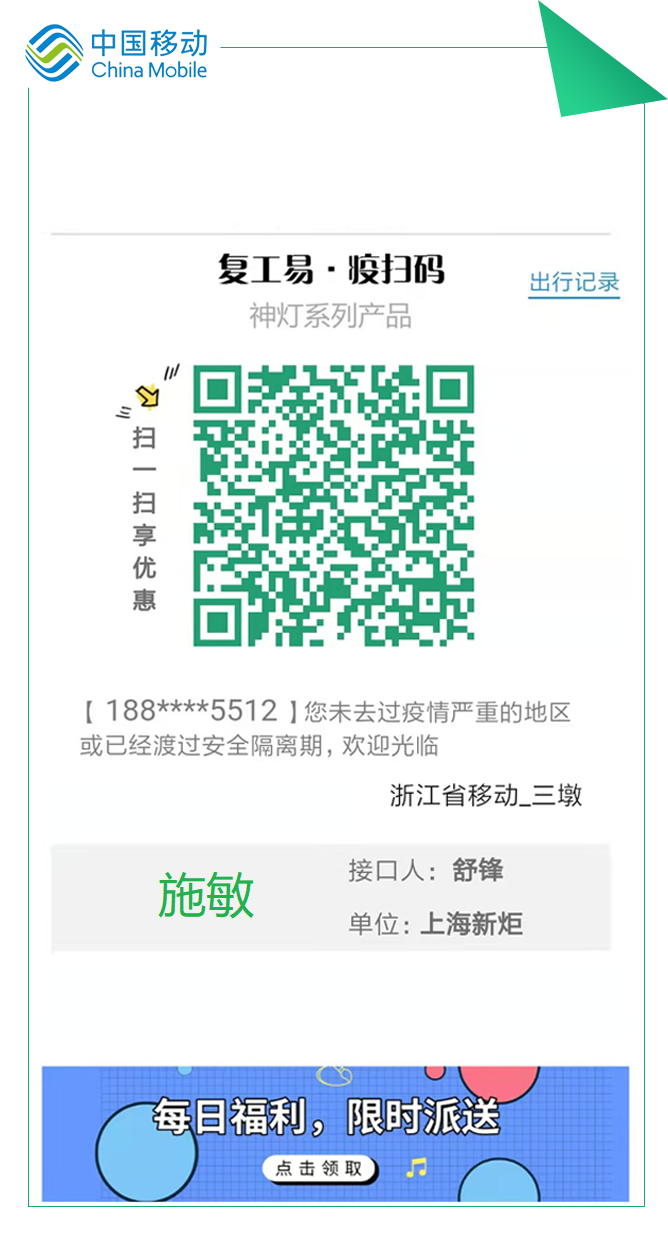 中国移动
China Mobile
复工易·疫扫码
出行记录
神灯系列产品
扫一扫享优惠
【 188****5512 】您未去过疫情严重的地区
或已经渡过安全隔离期，欢迎光临
浙江省移动_三墩
施敏
接口人：舒锋
单位：上海新炬
每日福利，限时派送
点击领取